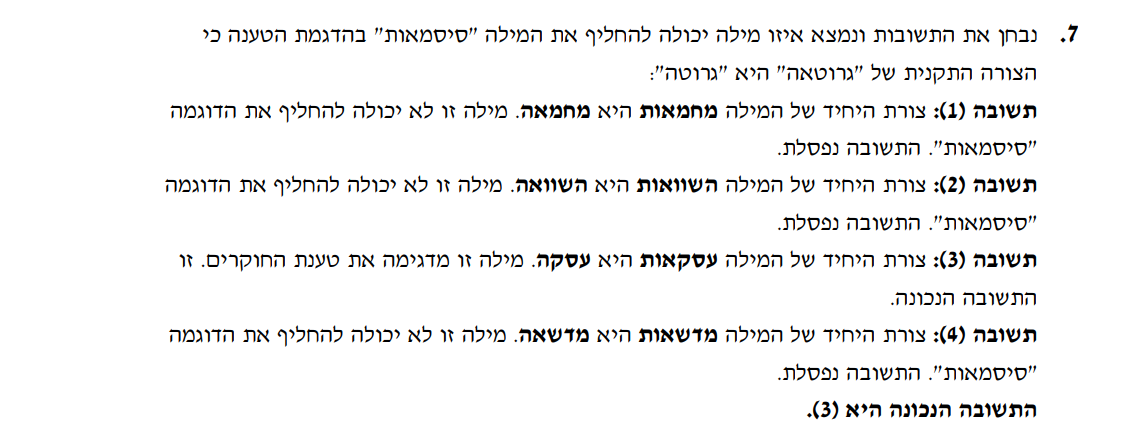 7. נבחן את התשובות ונמצא איזו מילה יכולה להחליף את המילה "סיסמאות" בהדגמת הטענה כי
הצורה התקנית של "גרוטאה" היא "גרוטה":
תשובה (1): צורת היחיד של המילה מחמאות היא מחמאה. מילה זו לא יכולה להחליף את הדוגמה
"סיסמאות". התשובה נפסלת.
תשובה (2): צורת היחיד של המילה השוואות היא השוואה. מילה זו לא יכולה להחליף את הדוגמה
"סיסמאות". התשובה נפסלת.
תשובה (3): צורת היחיד של המילה עסקאות היא עסקה. מילה זו מדגימה את טענת החוקרים. זו
התשובה הנכונה.
תשובה (4): צורת היחיד של המילה מדשאות היא מדשאה. מילה זו לא יכולה להחליף את הדוגמה
"סיסמאות". התשובה נפסלת.
התשובה הנכונה היא (3).